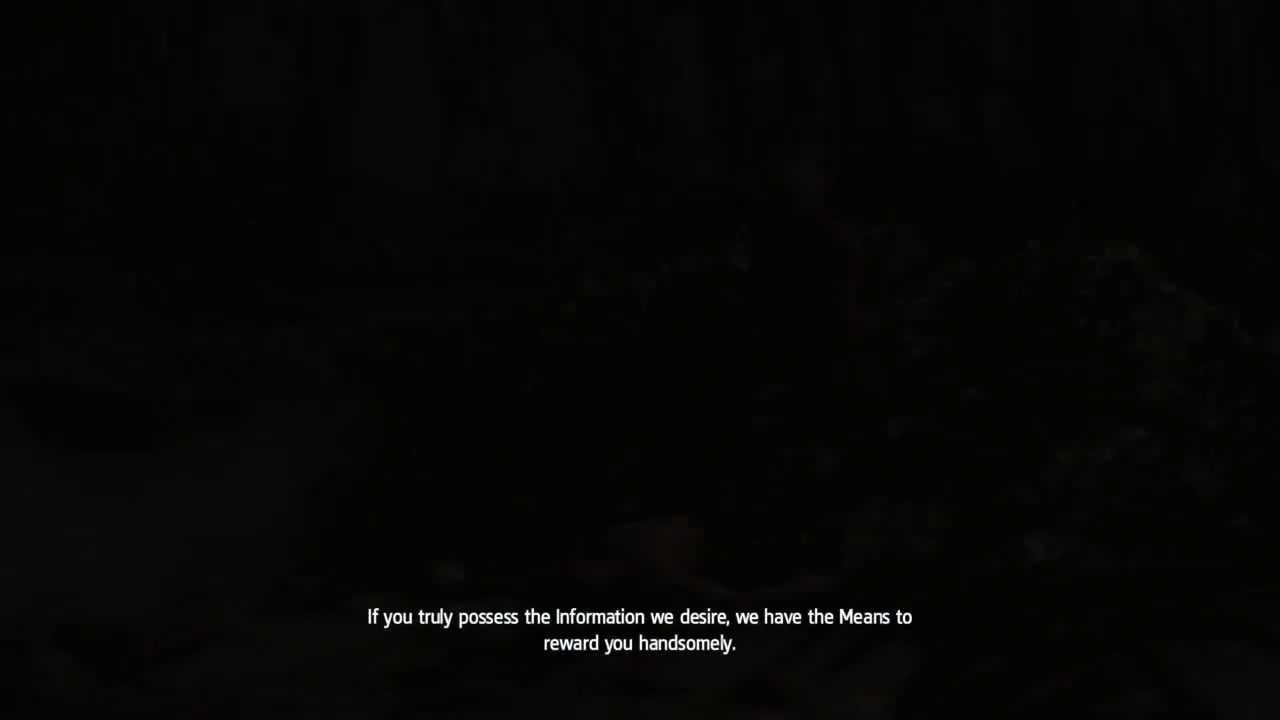 If you truly possess the Information we desire, we have the Means to
reward you handsomely.